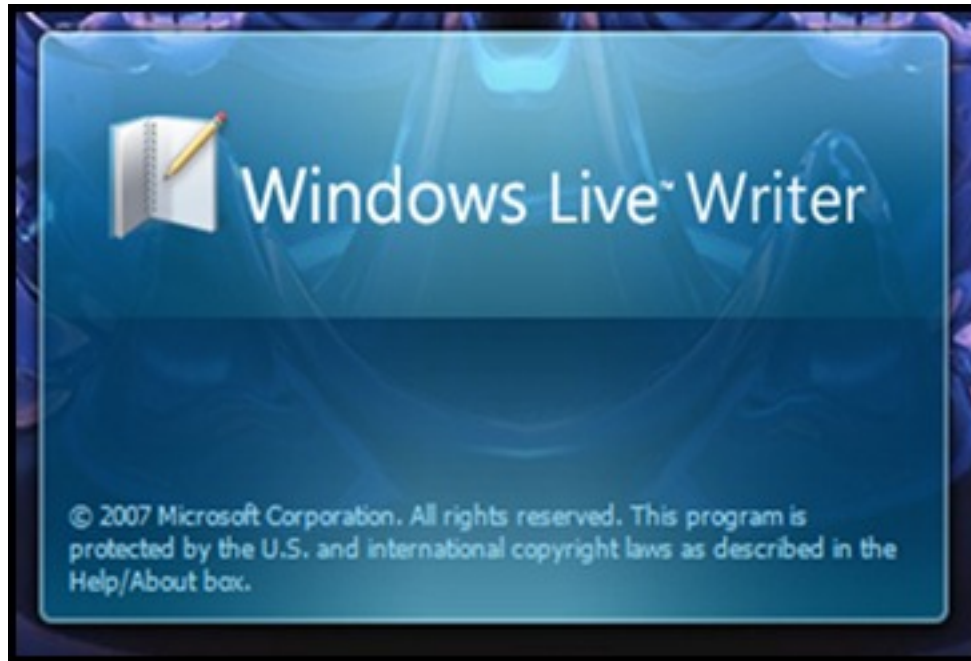 Windows Live™ Writer
© 2007 Microsoft Corporation. All rights reserved. This program is
protected by the U.S. and international copyright laws as described in the
Help/About box.